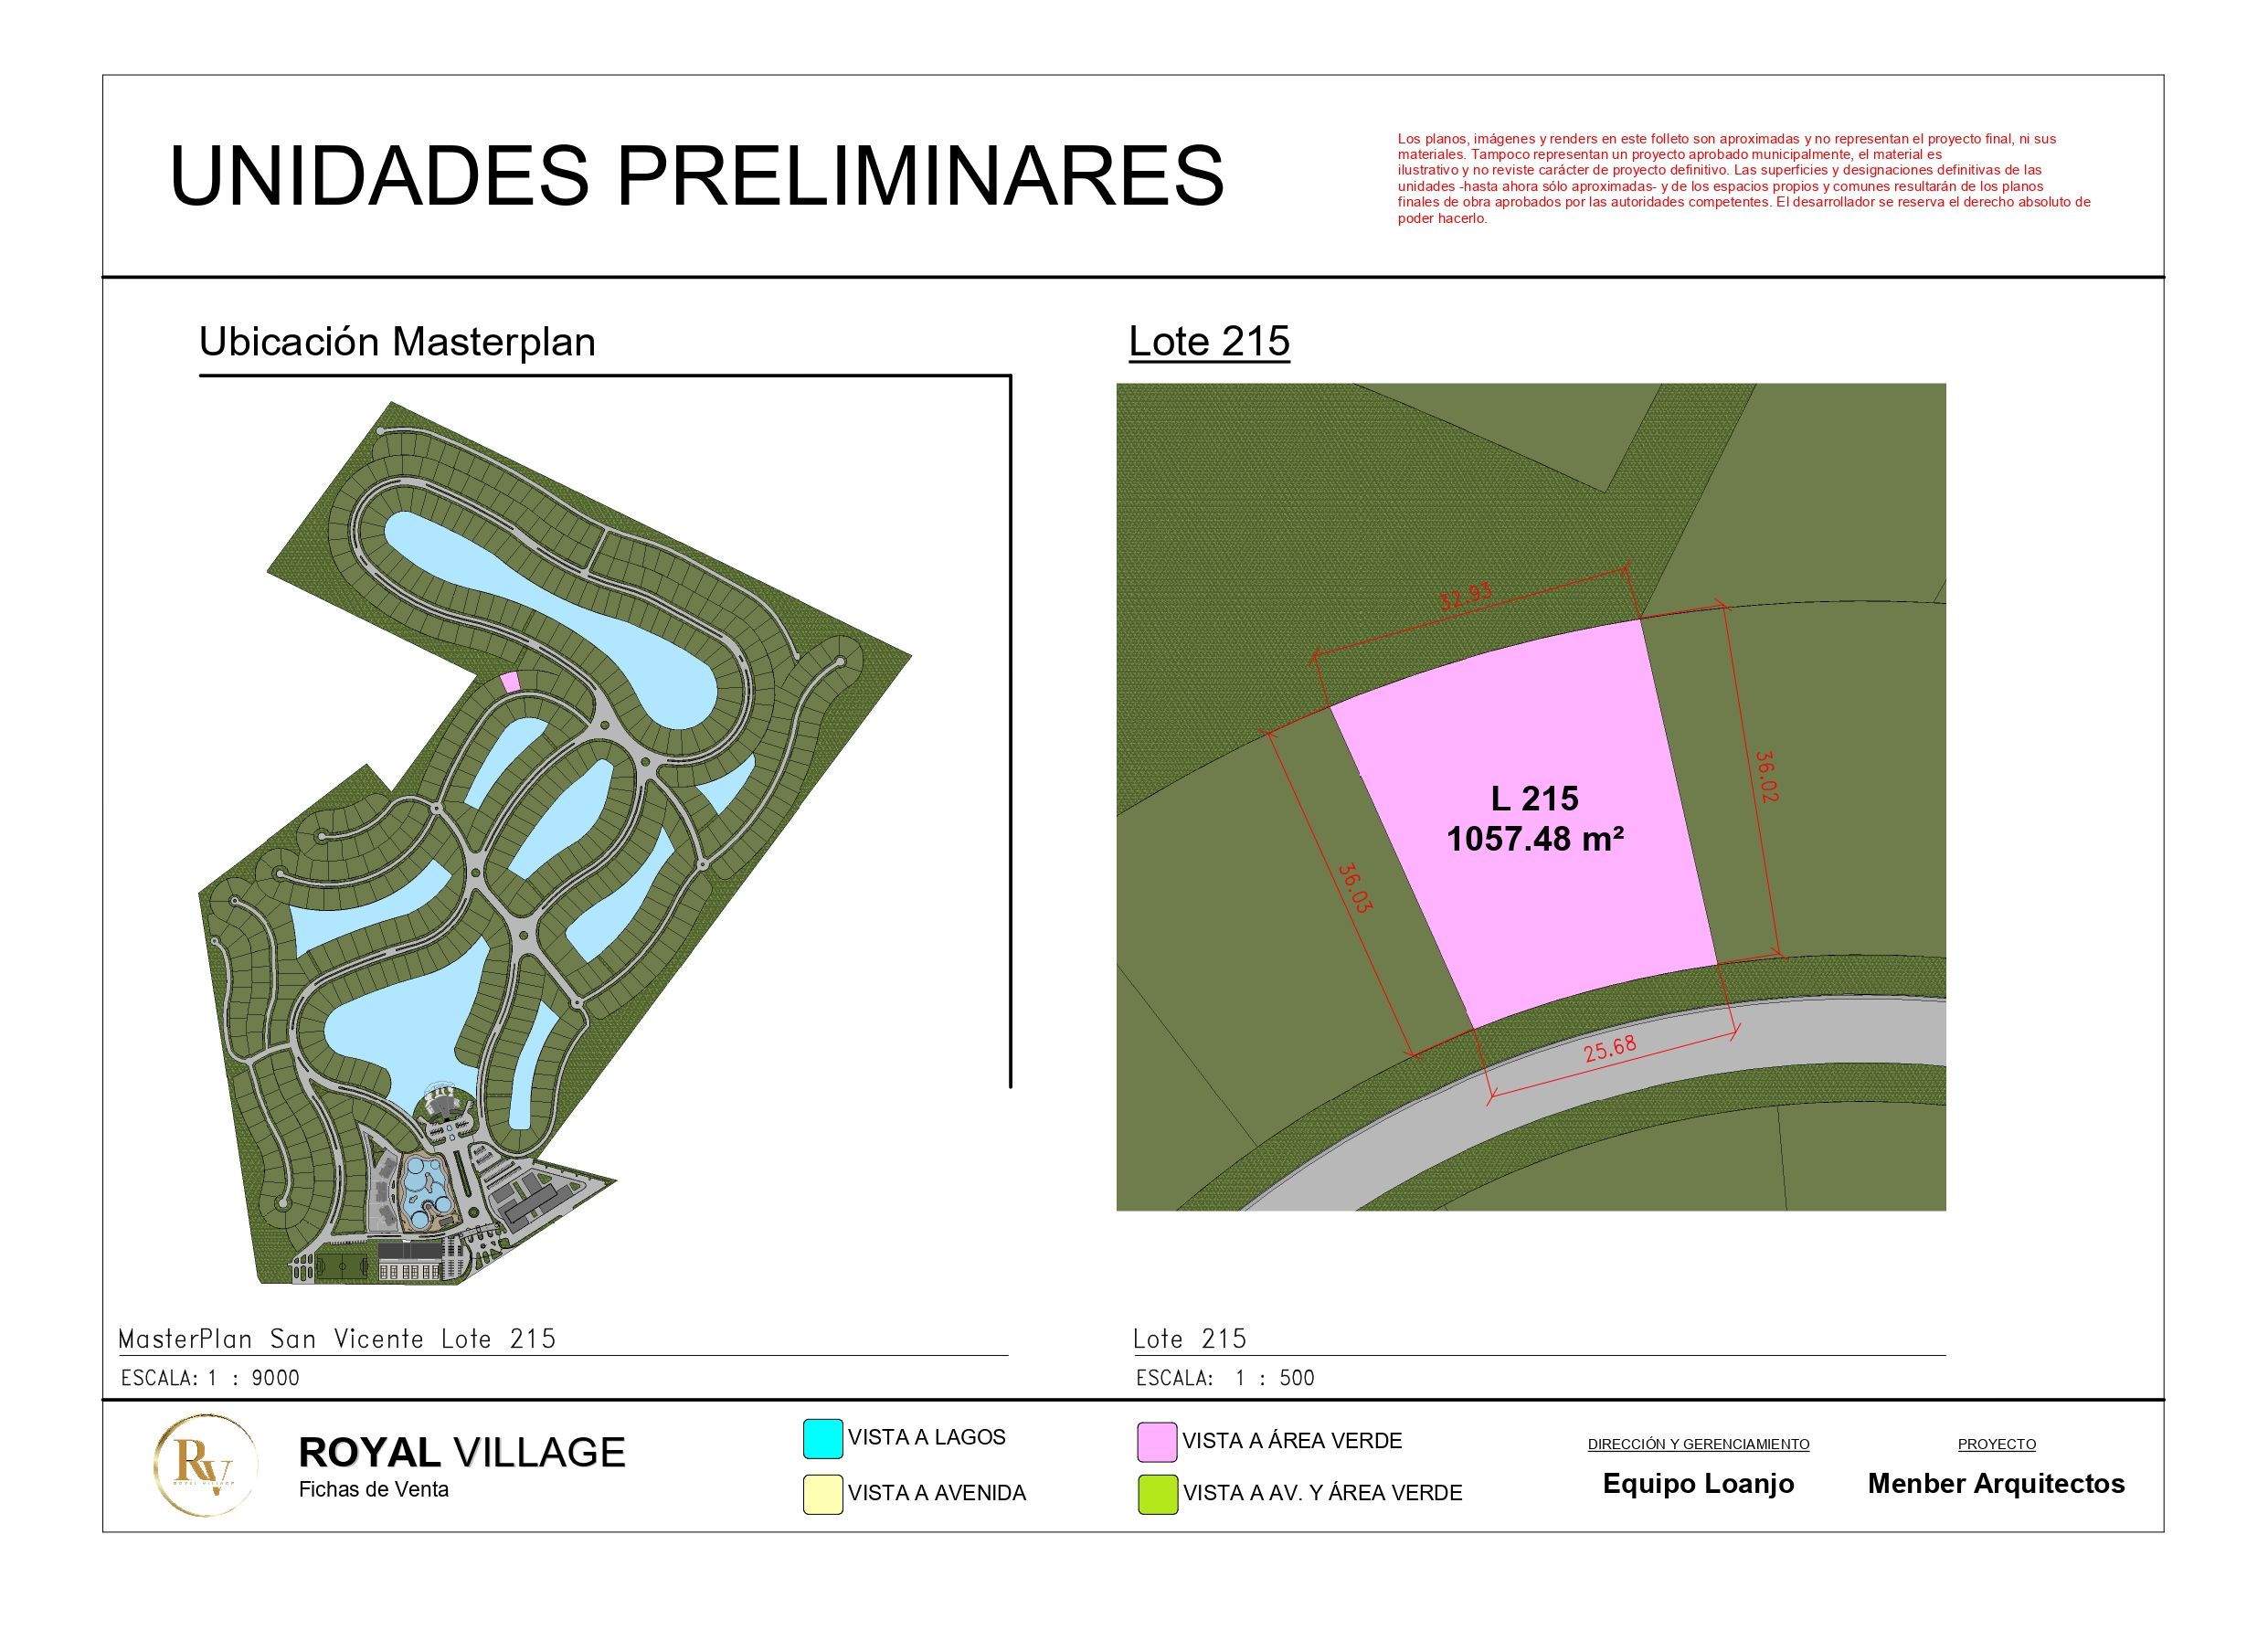 UNIDADES PRELIMINARES
Los planos, imágenes y renders en este folleto son aproximadas y no representan el proyecto final, ni sus
materiales. Tampoco representan un proyecto aprobado municipalmente, el material es
ilustrativo y no reviste carácter de proyecto definitivo. Las superficies y designaciones definitivas de las
unidades -hasta ahora sólo aproximadas- y de los espacios propios y comunes resultarán de los planos
finales de obra aprobados por las autoridades competentes. El desarrollador se reserva el derecho absoluto de
poder hacerlo.
Ubicación Masterplan
Lote 215
32.93
36.02
L 215
1057.48 m²
36.03
25.68
MasterPlan San Vicente Lote 215
ESCALA: 1 : 9000
Lote 215
ESCALA: 1 : 500
RV
ROYAL VILLAGE
ROYAL VILLAGE
Fichas de Venta
VISTA A LAGOS
VISTA A AVENIDA
VISTA A ÁREA VERDE
VISTA A AV. Y ÁREA VERDE
DIRECCIÓN Y GERENCIAMIENTO
Equipo Loanjo
PROYECTO
Menber Arquitectos